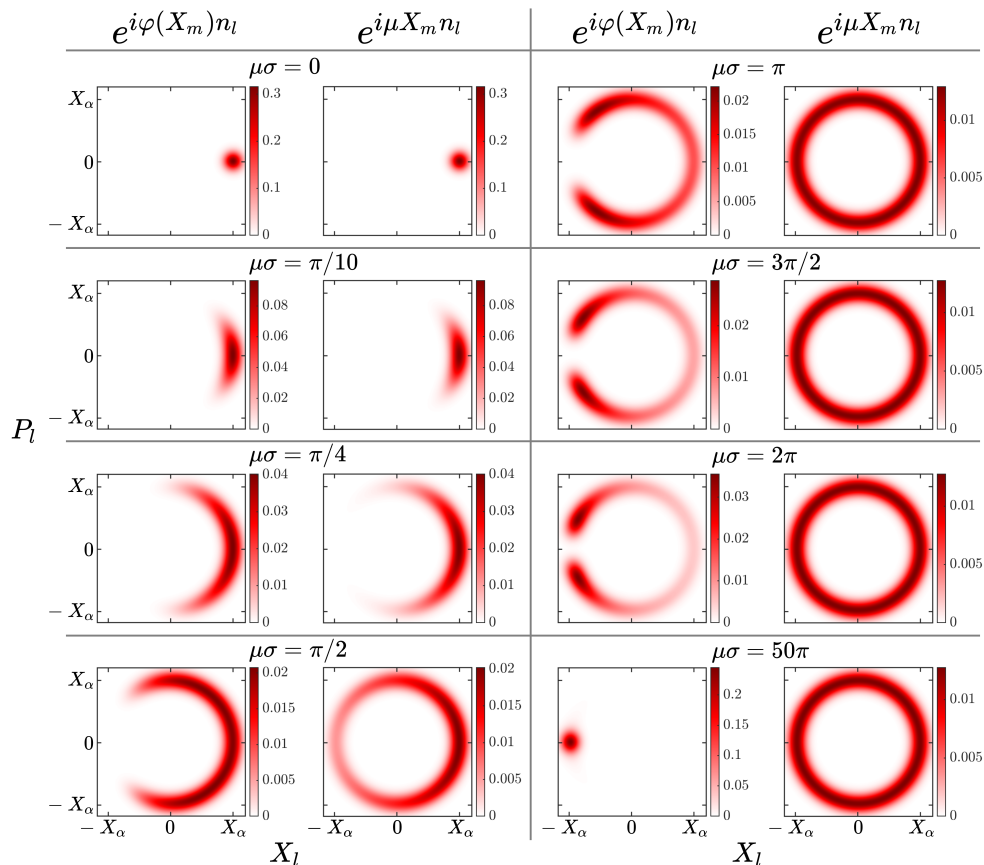 e^{iφ(X_m)n_l} e^{iμX_m n_l} e^{iφ(X_m)n_l} e^{iμX_m n_l}
μσ = 0 μσ = π
X_α 0.3 0.3 0.02 0.01
0.2 0.2 0.015
0 0.01 0.005
0.1 0.1 0.005
− X_α 0 0 0 0
μσ = π/10 μσ = 3π/2
X_α 0.08 0.08 0.02 0.01
0.06 0.06
0 0.04 0.04 0.01 0.005
0.02 0.02
− X_α 0 0 0 0
P_l
μσ = π/4 μσ = 2π
X_α 0.04 0.04 0.03 0.01
0.03 0.03
0 0.02 0.02 0.02 0.005
0.01 0.01 0.01
− X_α 0 0 0 0
μσ = π/2 μσ = 50π
X_α 0.02 0.02 0.2 0.01
0.015 0.015 0.15
0 0.01 0.01 0.1 0.005
0.005 0.005 0.05
− X_α 0 0 0 0
− X_α 0 X_α − X_α 0 X_α − X_α 0 X_α − X_α 0 X_α
X_l X_l